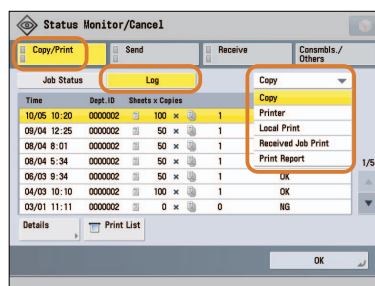 Status Monitor/Cancel
Copy/Print Send Receive Consmbls./
Others
Job Status Log Copy
Time Dept.ID Sheets x Copies Copy
10/05 10:20 0000002 100 × 1 Printer
09/04 12:25 0000002 50 × 1 Local Print
08/04 8:01 0000002 50 × 1 Received Job Print
08/04 5:34 0000002 50 × 1 Print Report 1/5
06/03 9:34 0000002 50 × 1 OK
04/03 10:10 0000002 100 × 1 OK
03/01 11:11 0000002 0 × 0 NG
Details Print List
OK